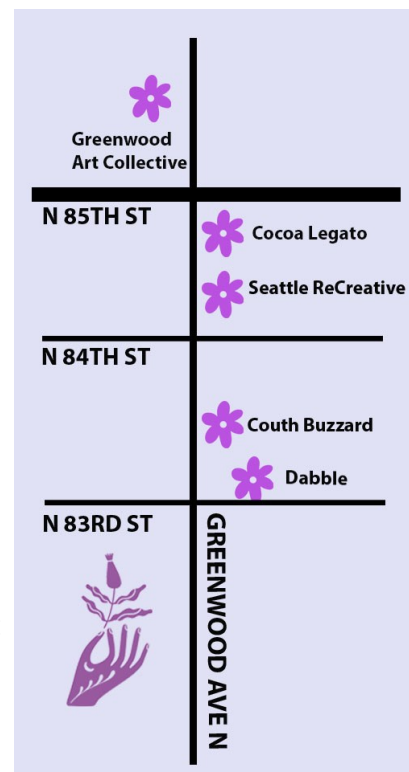 Greenwood
Art Collective
N 85TH ST
Cocoa Legato
Seattle ReCreative
N 84TH ST
Couth Buzzard
Dabble
N 83RD ST
GREENWOOD AVE N